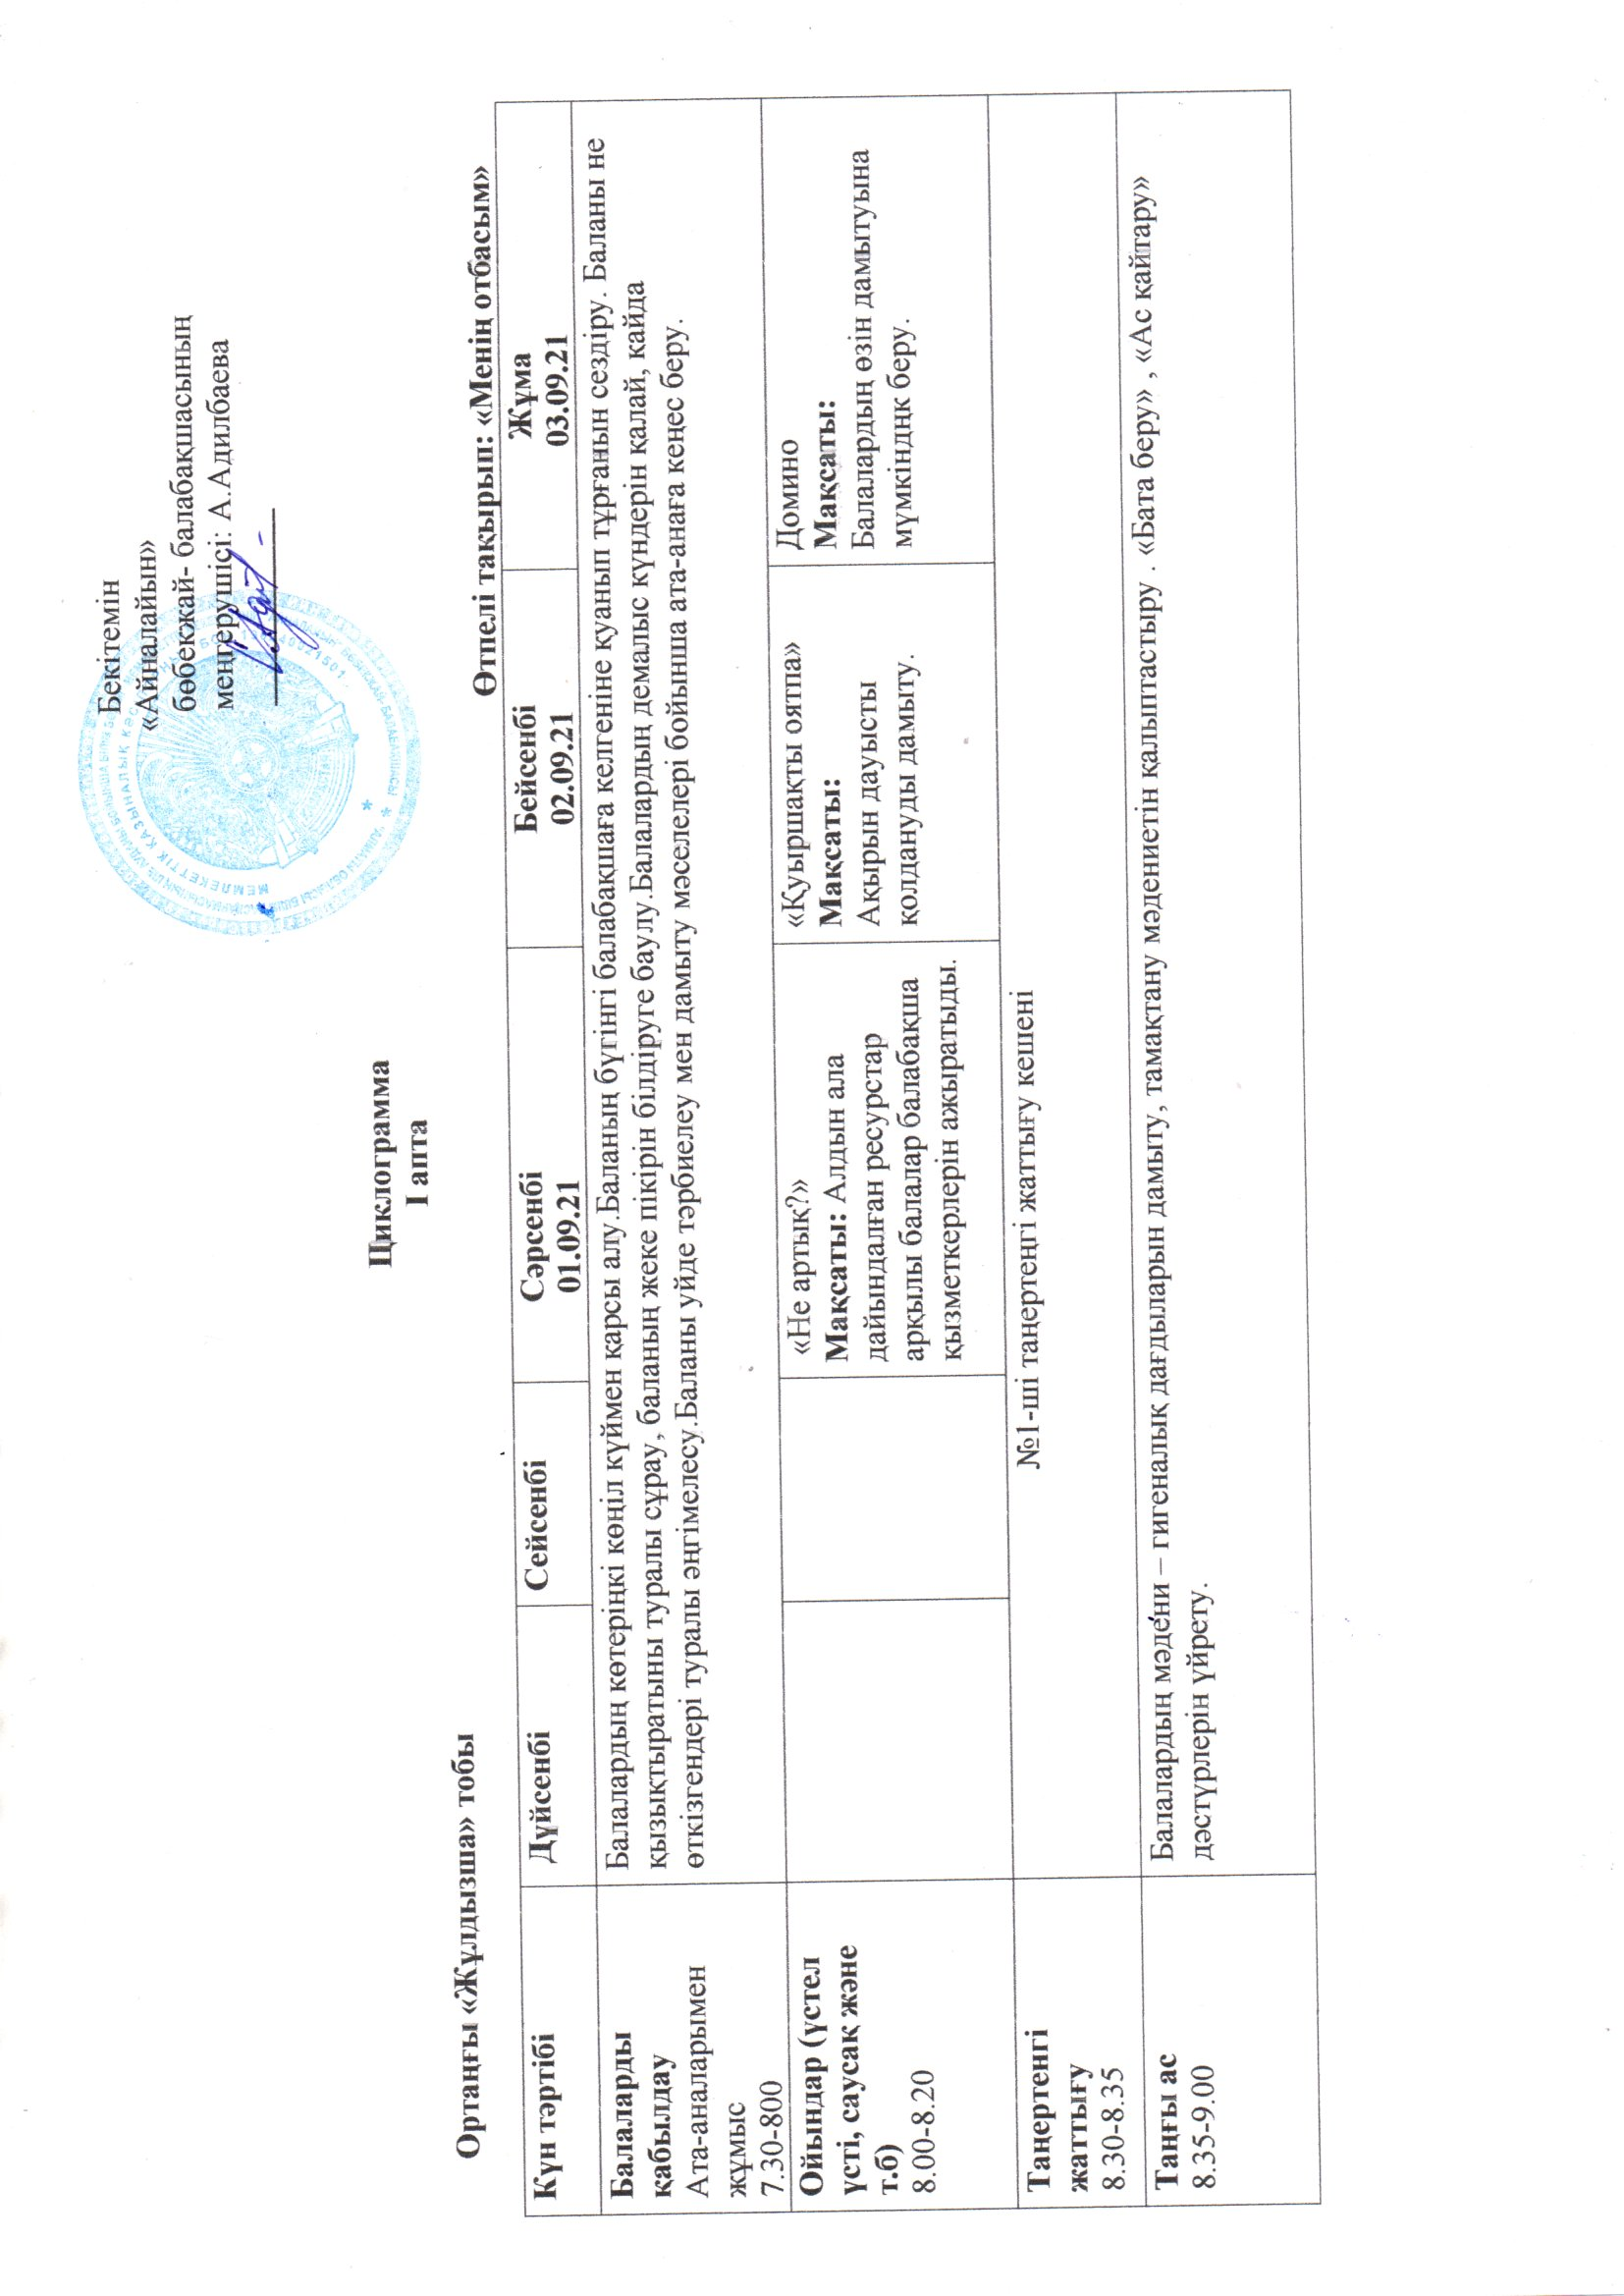 Бекітемін
«Айналайын»
бөбекжай- балабақшасының
меңгерушісі: А.Адилбаева
Циклограмма
I апта
Ортаңғы «Жұлдызша» тобы
Өтпелі тақырып: «Менің отбасым»
Күн тәртібі
Дүйсенбі
Сейсенбі
Сәрсенбі
01.09.21
Бейсенбі
02.09.21
Жұма
03.09.21
Балаларды
қабылдау
Ата-аналарымен
жұмыс
7.30-800
Балалардың көтеріңкі көңіл күймен қарсы алу.Баланың бүгінгі балабақшаға келгеніне қуанып тұрғанын сездіру. Баланы не
қызықтыратыны туралы сұрау, баланың жеке пікірін білдіруге баулу.Балалардың демалыс күндерін қалай, кайда
өткізгендері туралы әңгімелесу.Баланы уйде тәрбиелеу мен дамыту мәселелері бойынша ата-анаға кеңес беру.
Ойындар (үстел
үсті, саусақ және
т.б)
8.00-8.20
«Не артық?»
Мақсаты: Алдын ала
дайындалған ресурстар
арқылы балалар балабақша
қызметкерлерін ажыратыды.
«Қуыршақты оятпа»
Мақсаты:
Ақырын дауысты
қолдануды дамыту.
Домино
Мақсаты:
Балалардың өзін дамытуына
мүмкіндңк беру.
Таңертенгі
жаттығу
8.30-8.35
№1-ші таңертеңгі жаттығу кешені
Таңғы ас
8.35-9.00
Балалардың мәдени – гигеналық дағдыларын дамыту, тамақтану мәдениетін қалыптастыру . «Бата беру» , «Ас қайтару»
дәстүрлерін үйрету.